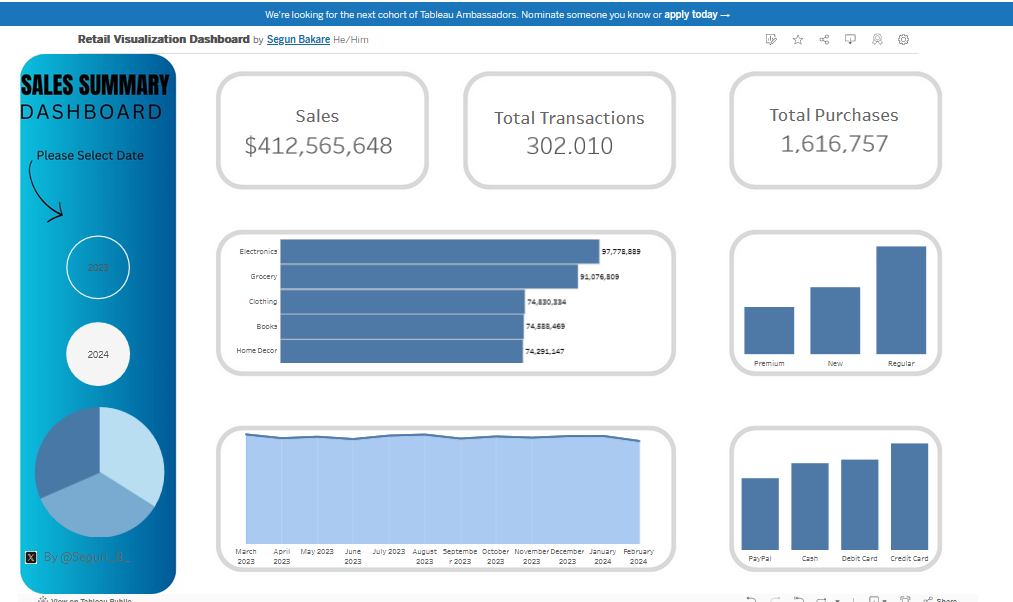 We're looking for the next cohort of Tableau Ambassadors. Nominate someone you know or apply today →
Retail Visualization Dashboard by Segun Bakare He/Him
SALES SUMMARY
DASHBOARD
Please Select Date
2023
2024
By @Segun_IE_
Sales
$412,565,648
Total Transactions
302.010
Total Purchases
1,616,757
Electronics 97,778,889
Grocery 91,076,809
Clothing 74,830,334
Books 74,588,469
Home Decor 74,291,147
Premium New Regular
March April May 2023 June July 2023 August Septembe October November December January February
2023 2023 2023 2023 r 2023 2023 2023 2023 2024 2024
PayPal Cash Debit Card Credit Card
View on Tableau Public
Share